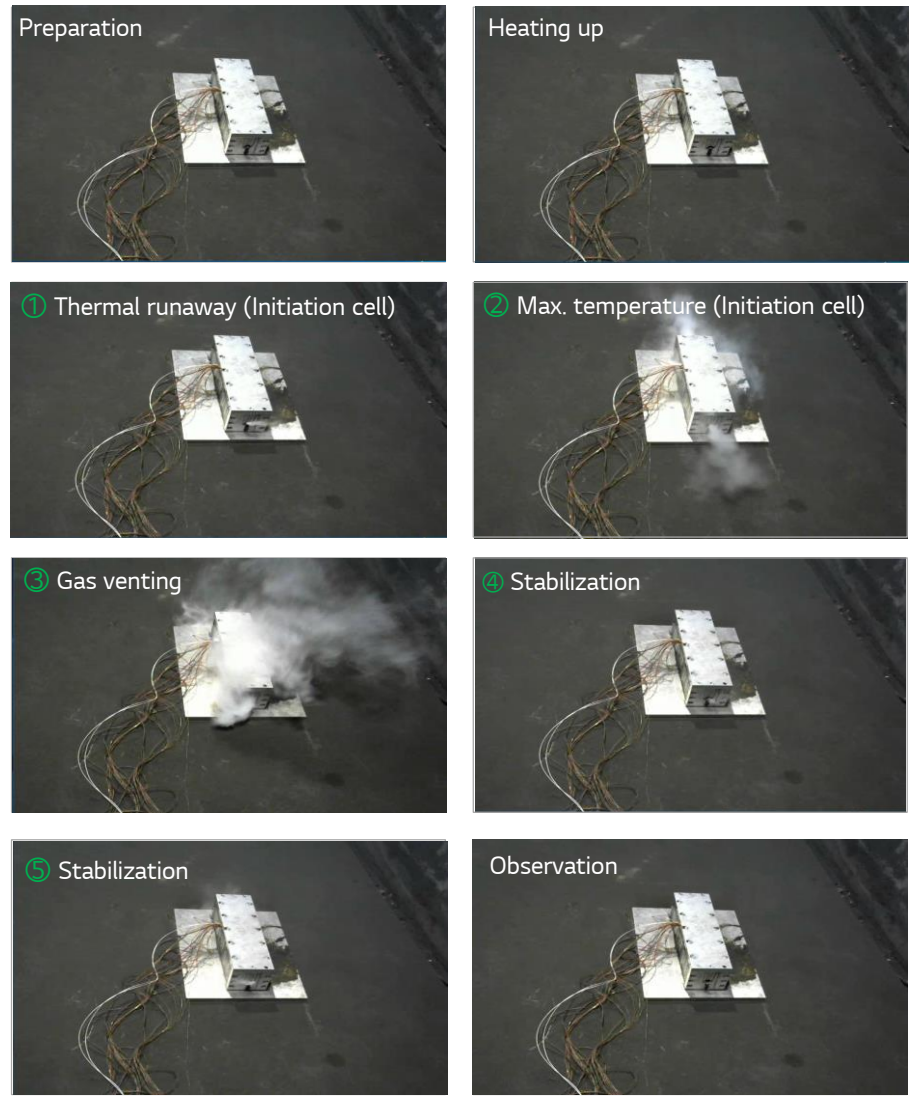 Preparation
Heating up
① Thermal runaway (Initiation cell)
② Max. temperature (Initiation cell)
③ Gas venting
④ Stabilization
⑤ Stabilization
Observation